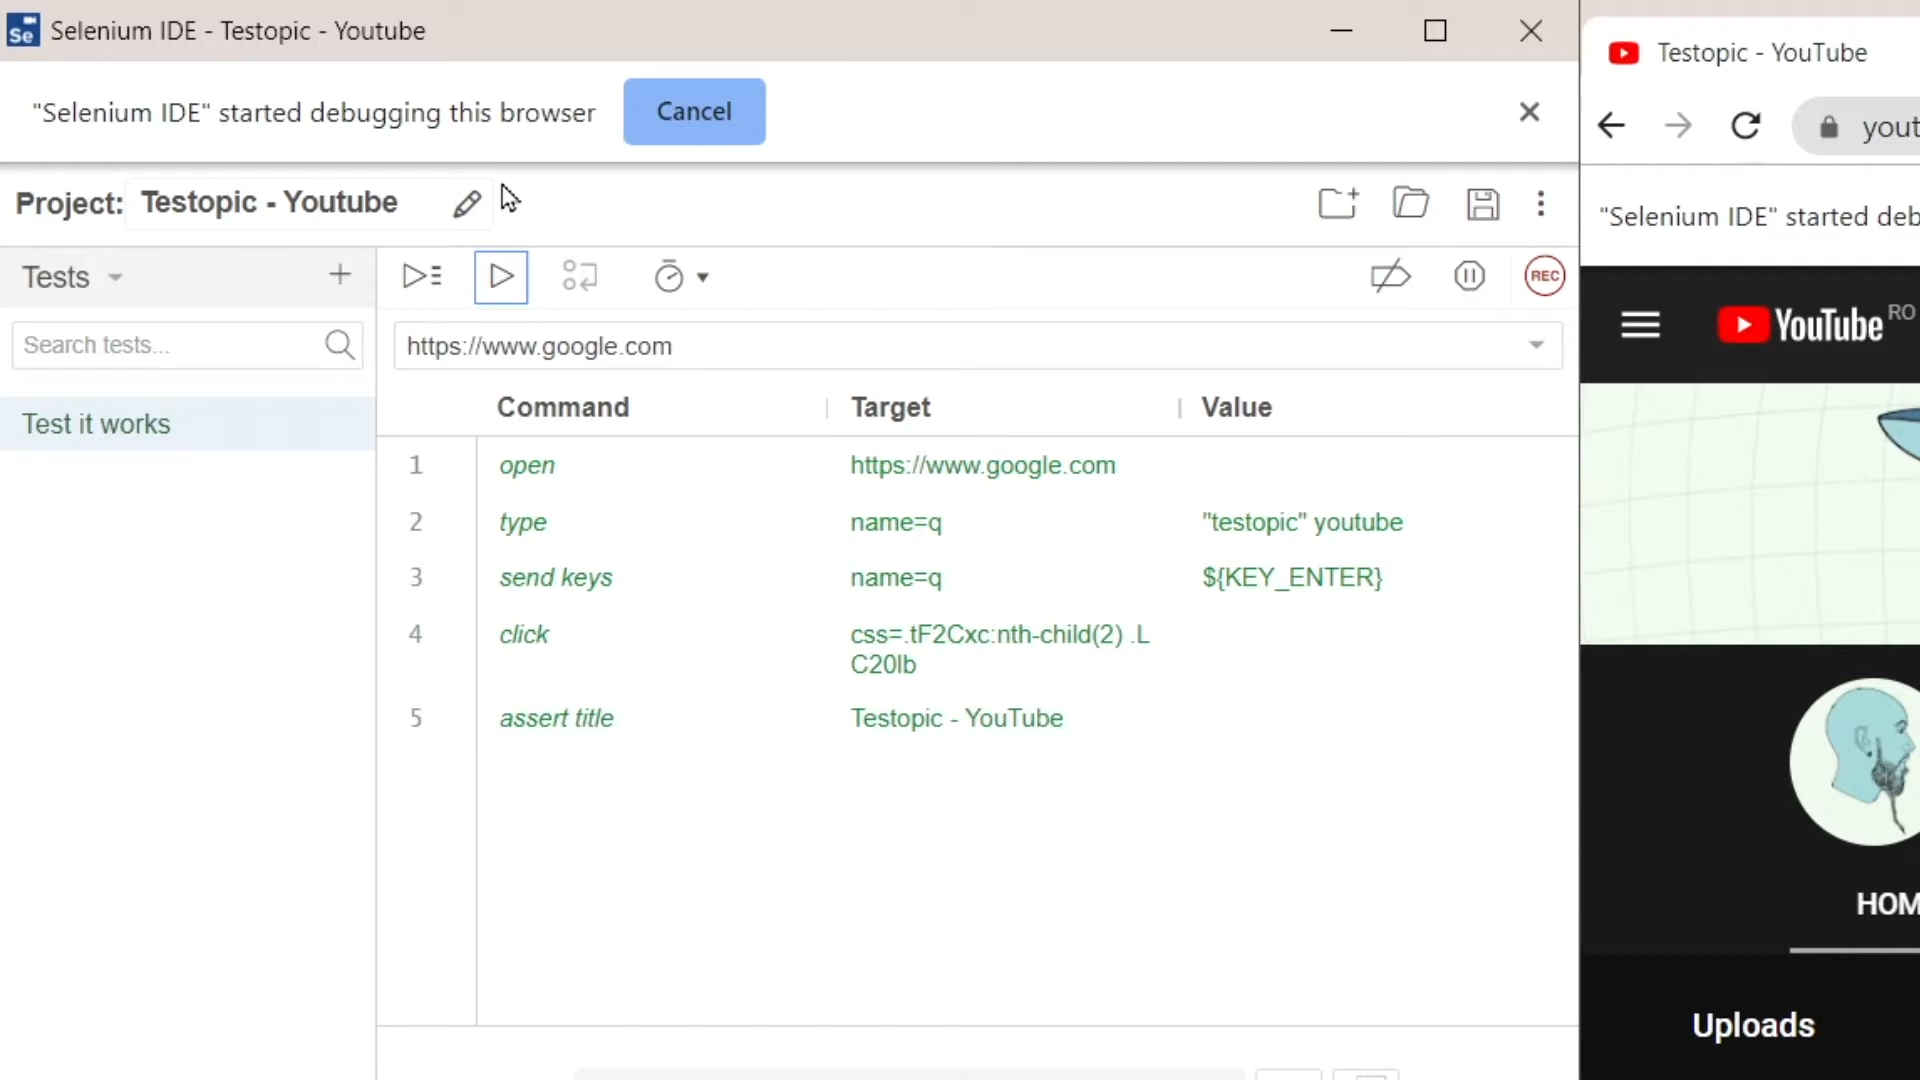 Selenium IDE - Testopic - Youtube
"Selenium IDE" started debugging this browser
Cancel
Project: Testopic - Youtube
Tests
REC
Search tests...
https://www.google.com
Test it works
Command Target Value
1 open https://www.google.com
2 type name=q "testopic" youtube
3 send keys name=q ${KEY_ENTER}
4 click css=.tF2Cxc:nth-child(2) .L
C20lb
5 assert title Testopic - YouTube
Testopic - YouTube
yout
"Selenium IDE" started deb
YouTube RO
HOM
Uploads